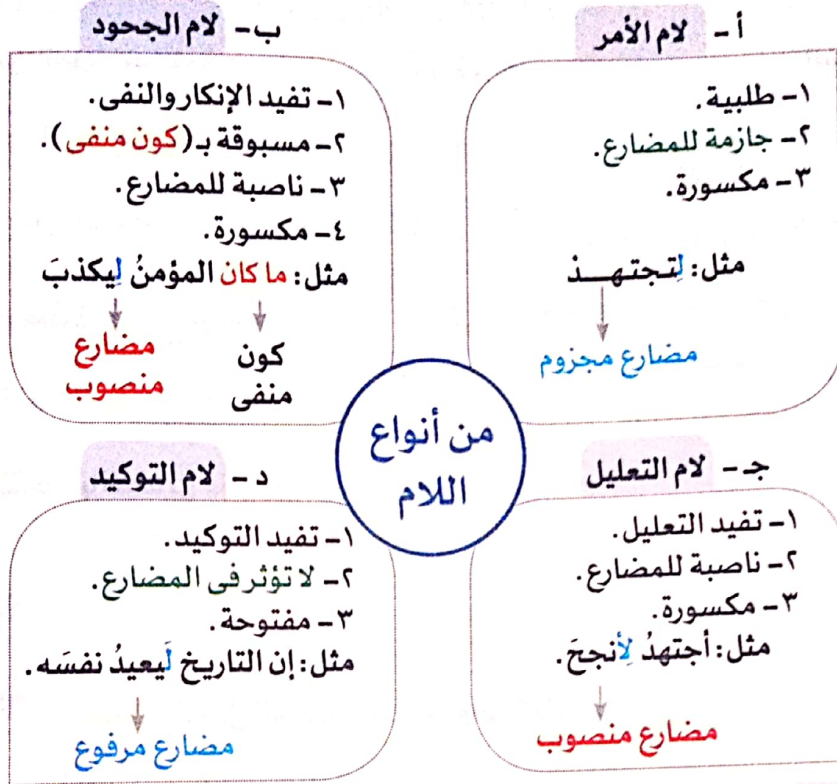 أ - لام الأمر
١- طلبية.
٢- جازمة للمضارع.
٣- مكسورة.
مثل: لِتجتهـــد
مضارع مجزوم
ب- لام الجحود
١- تفيد الإنكار والنفى.
٢- مسبوقة بـ (كون منفى).
٣- ناصبة للمضارع.
٤- مكسورة.
مثل: ما كان المؤمنُ لِيكذبَ
كون
منفى
مضارع
منصوب
من أنواع
اللام
جـ- لام التعليل
١- تفيد التعليل.
٢- ناصبة للمضارع.
٣- مكسورة.
مثل: أجتهدُ لِأنجحَ.
مضارع منصوب
د - لام التوكيد
١- تفيد التوكيد.
٢- لا تؤثر فى المضارع.
٣- مفتوحة.
مثل: إن التاريخ لَيعيدُ نفسَه.
مضارع مرفوع